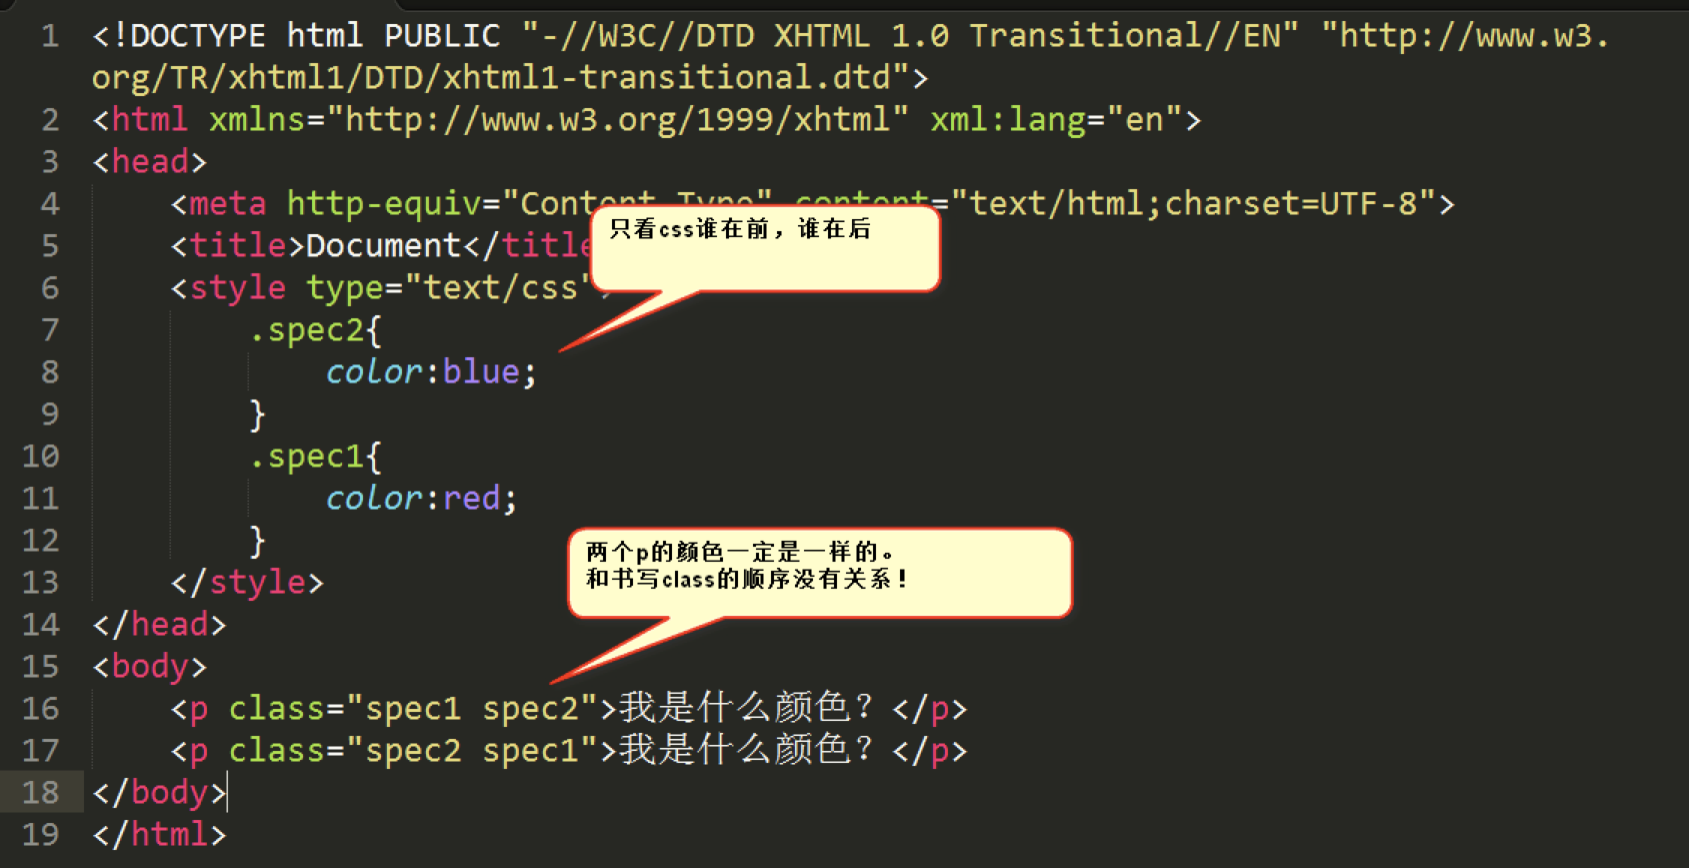 1 <!DOCTYPE html PUBLIC "-//W3C//DTD XHTML 1.0 Transitional//EN" "http://www.w3.
org/TR/xhtml1/DTD/xhtml1-transitional.dtd">
2 <html xmlns="http://www.w3.org/1999/xhtml" xml:lang="en">
3 <head>
4 <meta http-equiv="Content-Type" content="text/html;charset=UTF-8">
只看css谁在前，谁在后
5 <title>Document</title
6 <style type="text/css">
7 .spec2{
8 color:blue;
9 }
10 .spec1{
11 color:red;
12 }
两个p的颜色一定是一样的。
和书写class的顺序没有关系！
13 </style>
14 </head>
15 <body>
16 <p class="spec1 spec2">我是什么颜色？</p>
17 <p class="spec2 spec1">我是什么颜色？</p>
18 </body>
19 </html>